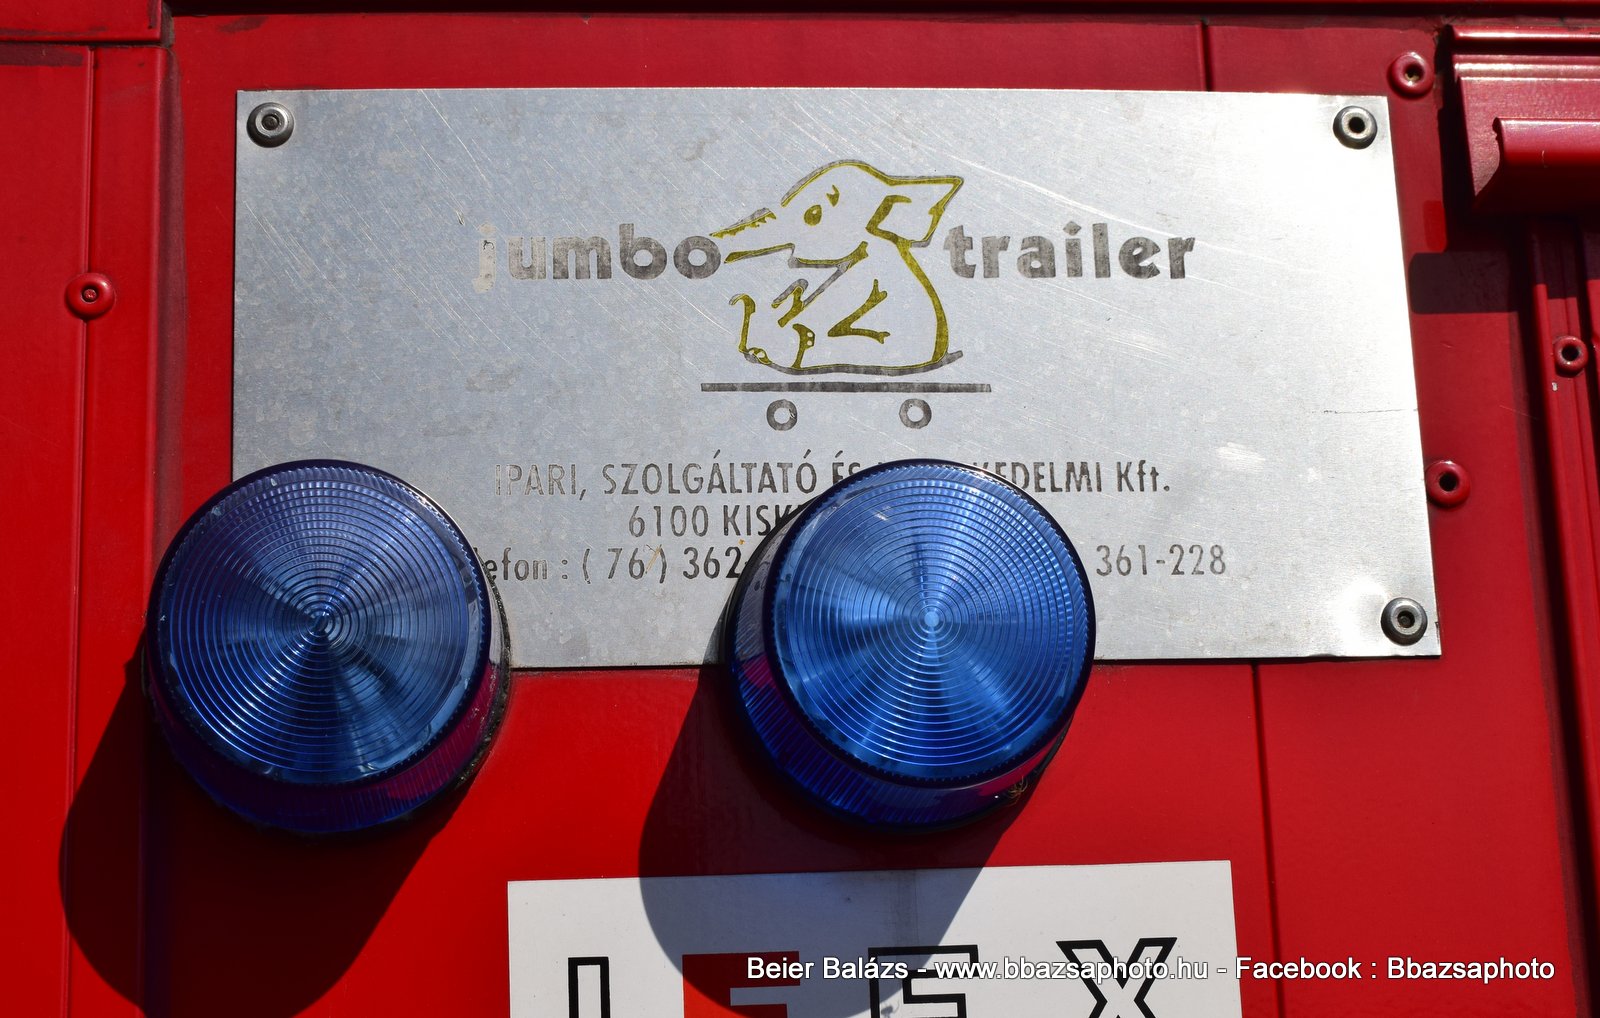 jumbo trailer
IPARI, SZOLGÁLTATÓ ÉS KEDELMI Kft.
6100 KISK
efon : ( 76 ) 362- 361-228
Beier Balázs - www.bbazsaphoto.hu - Facebook : Bbazsaphoto